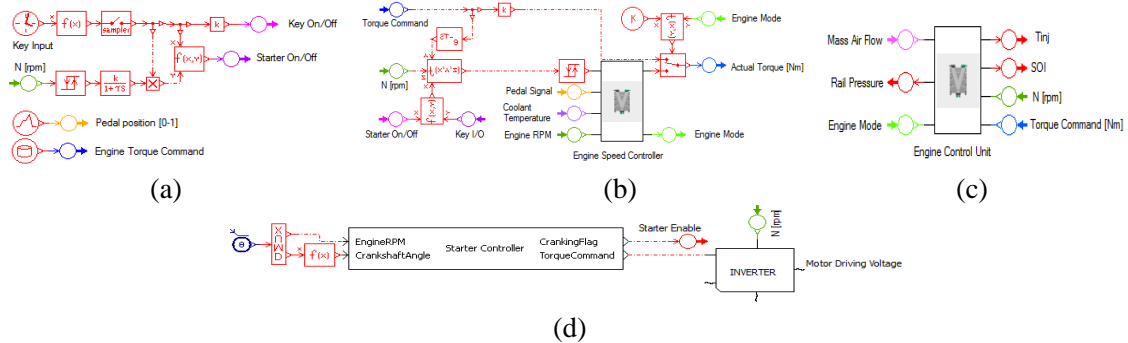 Key Input
f(x)
sampler
k
Key On/Off
f(x,y)
Starter On/Off
N [rpm]
k
1+τS
X
Pedal position [0-1]
Engine Torque Command
(a)
Torque Command
k
K
Engine Mode
f(x,y)
N [rpm]
Actual Torque [Nm]
Pedal Signal
Coolant
Temperature
Starter On/Off
f(x,y)
Key I/O
Engine RPM
Engine Mode
Engine Speed Controller
(b)
Mass Air Flow
Tinj
SOI
Rail Pressure
N [rpm]
Engine Mode
Torque Command [Nm]
Engine Control Unit
(c)
θ
f(x)
EngineRPM
CrankshaftAngle
Starter Controller
CrankingFlag
TorqueCommand
Starter Enable
N [rpm]
INVERTER
Motor Driving Voltage
(d)